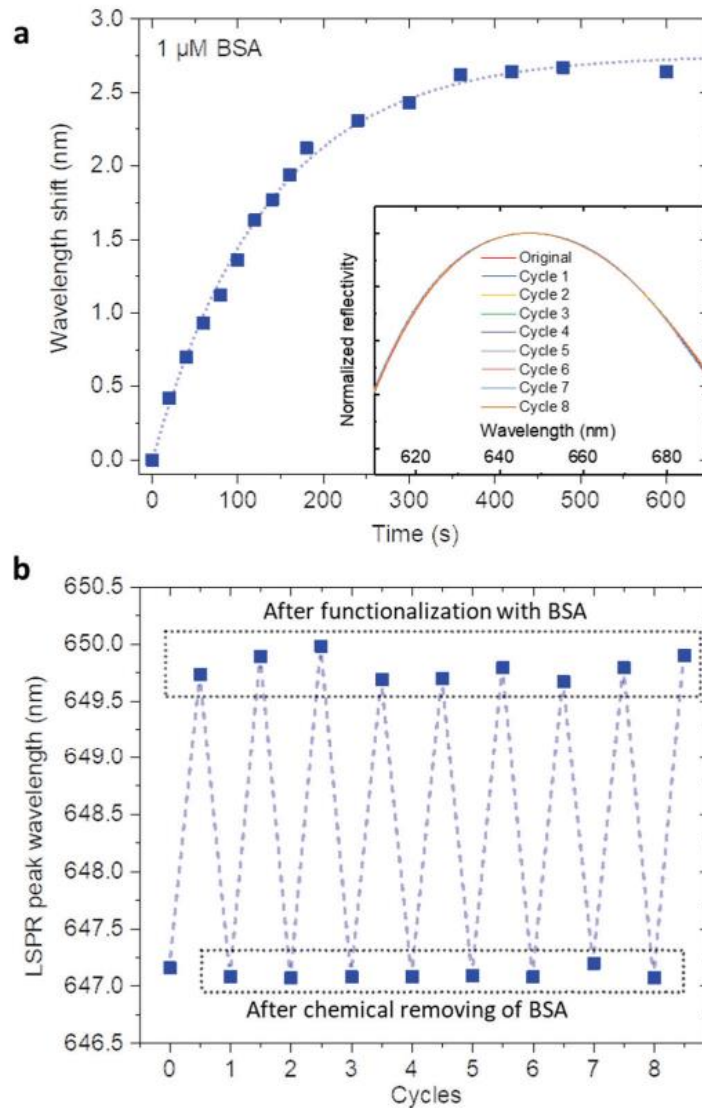 a
1 µM BSA
3.0
2.5
2.0
1.5
1.0
0.5
0.0
Wavelength shift (nm)
0 100 200 300 400 500 600
Time (s)
Original
Cycle 1
Cycle 2
Cycle 3
Cycle 4
Cycle 5
Cycle 6
Cycle 7
Cycle 8
Normalized reflectivity
Wavelength (nm)
620 640 660 680
b
650.5
650.0
649.5
649.0
648.5
648.0
647.5
647.0
646.5
LSPR peak wavelength (nm)
After functionalization with BSA
After chemical removing of BSA
0 1 2 3 4 5 6 7 8
Cycles